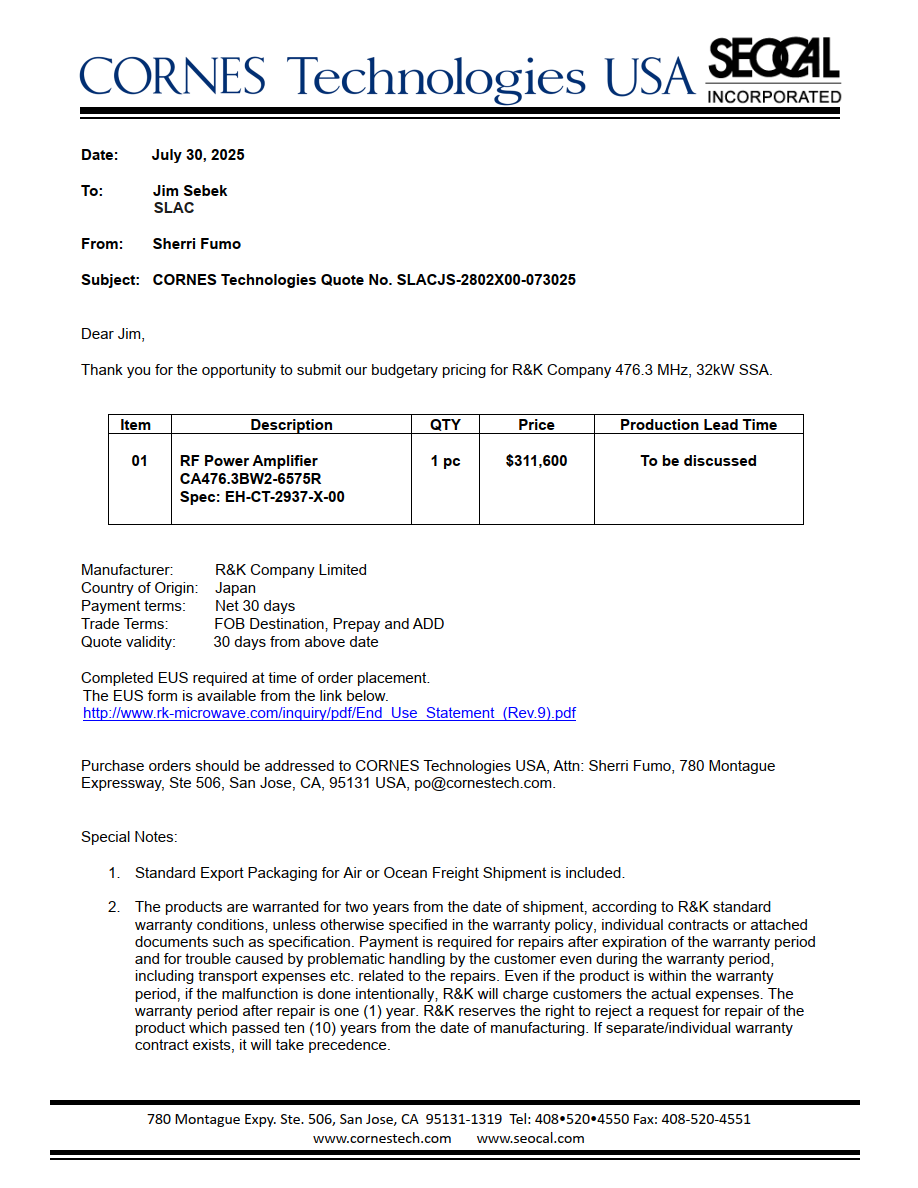 CORNES Technologies USA SEOCAL
INCORPORATED
Date: July 30, 2025
To: Jim Sebek
SLAC
From: Sherri Fumo
Subject: CORNES Technologies Quote No. SLACJS-2802X00-073025
Dear Jim,
Thank you for the opportunity to submit our budgetary pricing for R&K Company 476.3 MHz, 32kW SSA.
Item Description QTY Price Production Lead Time
01 RF Power Amplifier 1 pc $311,600 To be discussed
CA476.3BW2-6575R
Spec: EH-CT-2937-X-00
Manufacturer: R&K Company Limited
Country of Origin: Japan
Payment terms: Net 30 days
Trade Terms: FOB Destination, Prepay and ADD
Quote validity: 30 days from above date
Completed EUS required at time of order placement.
The EUS form is available from the link below.
http://www.rk-microwave.com/inquiry/pdf/End_Use_Statement_(Rev.9).pdf
Purchase orders should be addressed to CORNES Technologies USA, Attn: Sherri Fumo, 780 Montague
Expressway, Ste 506, San Jose, CA, 95131 USA, po@cornestech.com.
Special Notes:
1. Standard Export Packaging for Air or Ocean Freight Shipment is included.
2. The products are warranted for two years from the date of shipment, according to R&K standard
warranty conditions, unless otherwise specified in the warranty policy, individual contracts or attached
documents such as specification. Payment is required for repairs after expiration of the warranty period
and for trouble caused by problematic handling by the customer even during the warranty period,
including transport expenses etc. related to the repairs. Even if the product is within the warranty
period, if the malfunction is done intentionally, R&K will charge customers the actual expenses. The
warranty period after repair is one (1) year. R&K reserves the right to reject a request for repair of the
product which passed ten (10) years from the date of manufacturing. If separate/individual warranty
contract exists, it will take precedence.
780 Montague Expy. Ste. 506, San Jose, CA 95131-1319 Tel: 408•520•4550 Fax: 408-520-4551
www.cornestech.com www.seocal.com